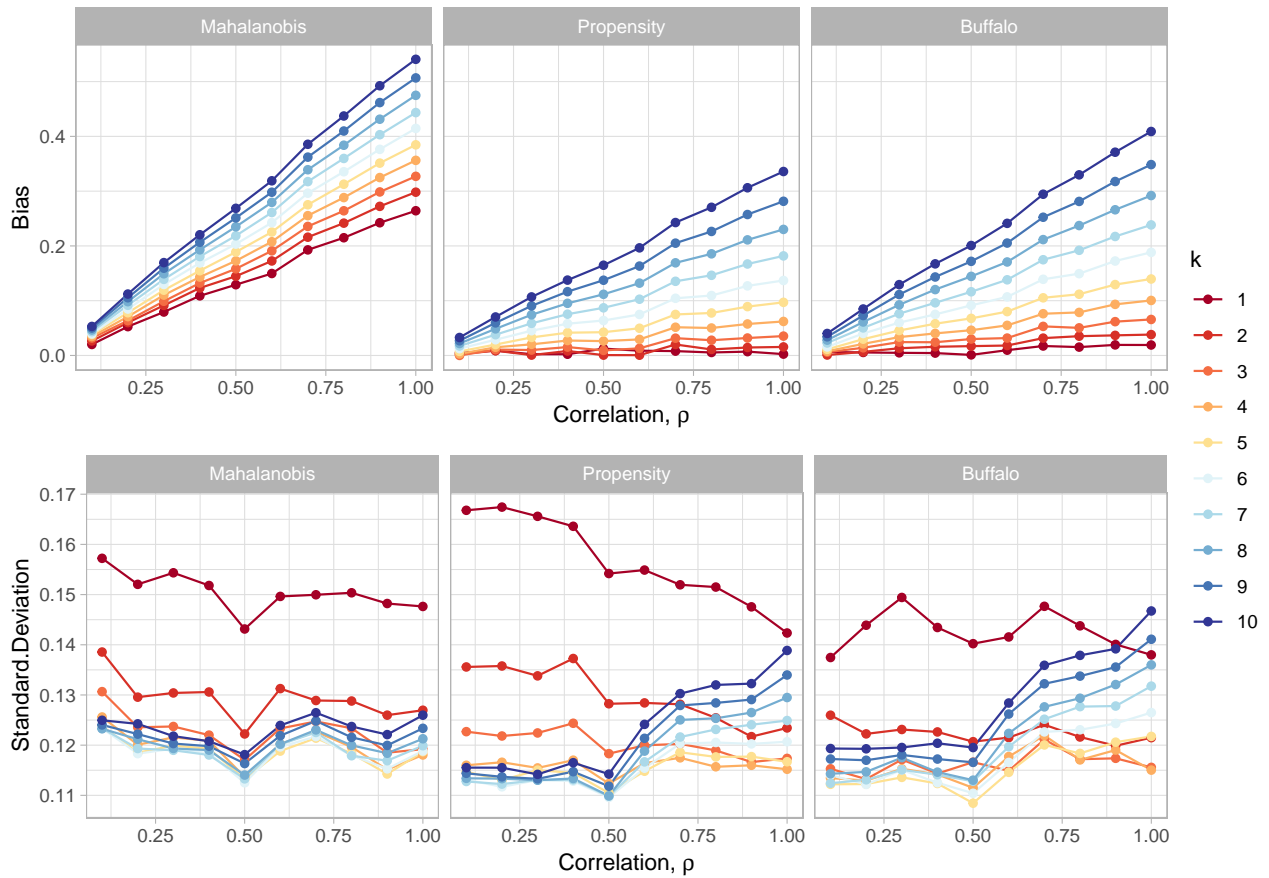 Mahalanobis Propensity Buffalo
Bias
0.4
0.2
0.0
0.25 0.50 0.75 1.00 0.25 0.50 0.75 1.00 0.25 0.50 0.75 1.00
Correlation, ρ
Mahalanobis Propensity Buffalo
Standard.Deviation
0.17
0.16
0.15
0.14
0.13
0.12
0.11
0.25 0.50 0.75 1.00 0.25 0.50 0.75 1.00 0.25 0.50 0.75 1.00
Correlation, ρ
k
1
2
3
4
5
6
7
8
9
10